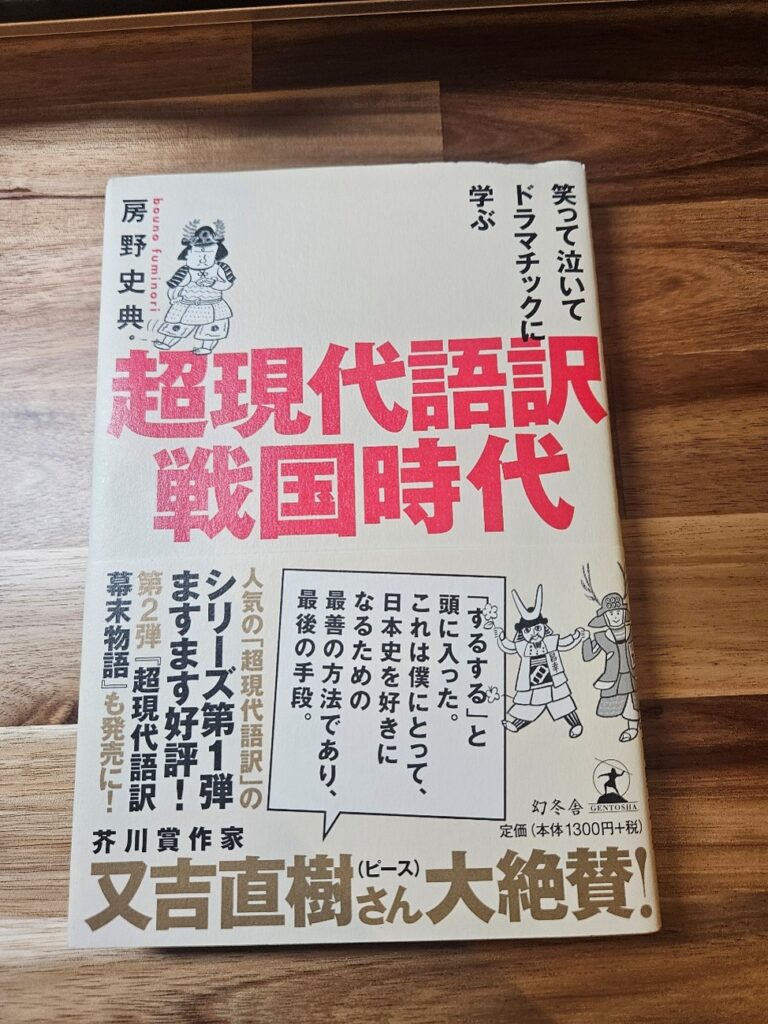 笑って 泣いて
ドラマチックに
学ぶ
bouno fuminori
房野史典。
超現代語訳
戦国時代
「するする」と
頭に入った。
これは僕にとって、
日本史を好きに
なるための
最善の方法であり、
最後の手段。
人気の「超現代語訳」の
シリーズ第1弾
ますます好評!
第2弾『超現代語訳
幕末物語』も発売に!
幻冬舎
GENTOSHA
定価(本体1300円+税)
芥川賞作家
又吉直樹(ピース)さん大絶賛!